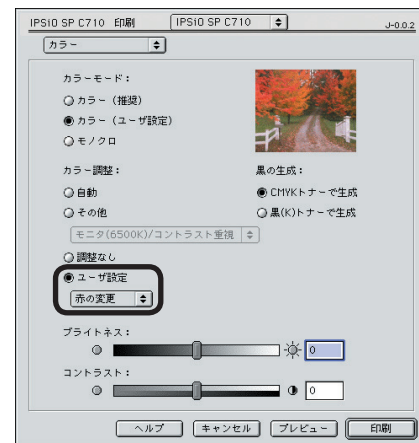 IPSiO SP C710 印刷 IPSiO SP C710 J-0.0.2
カラー
カラーモード：
カラー（推奨）
カラー（ユーザ設定）
モノクロ
カラー調整： 黒の生成：
自動 CMYKトナーで生成
その他 黒(K)トナーで生成
モニタ(6500K)/コントラスト重視
調整なし
ユーザ設定
赤の変更
ブライトネス：
0
コントラスト：
0
ヘルプ キャンセル プレビュー 印刷